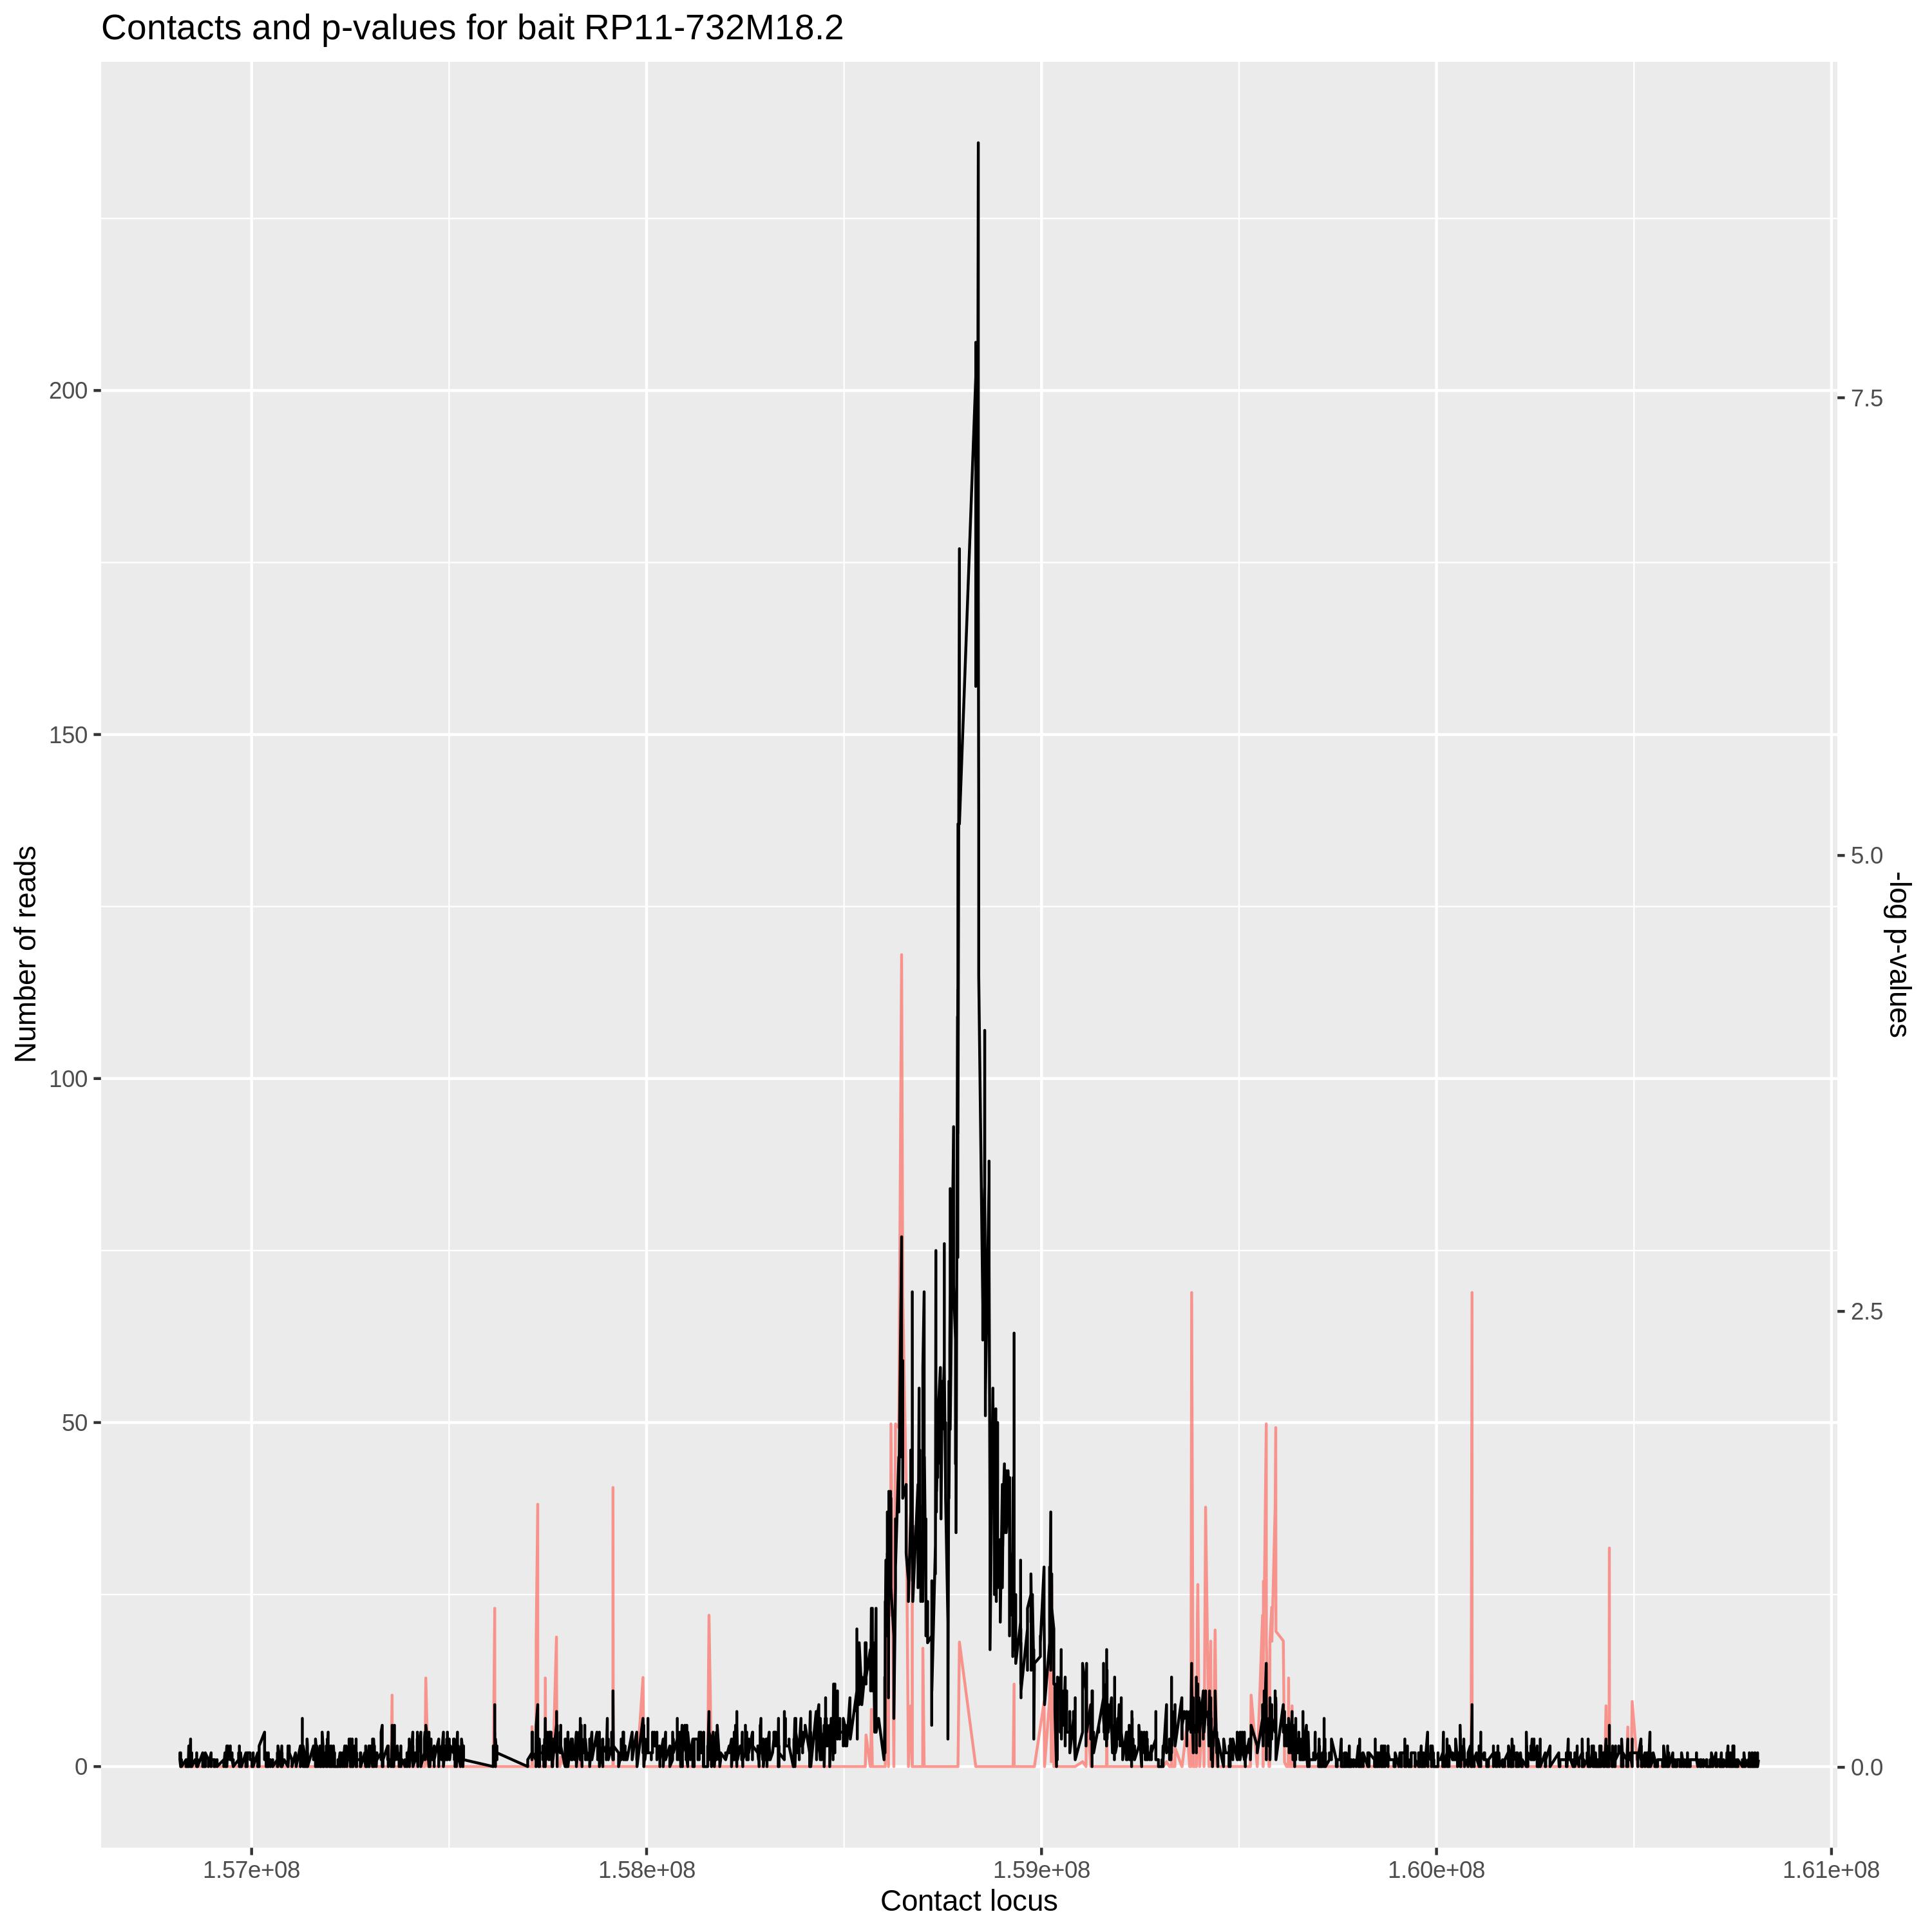 Contacts and p-values for bait RP11-732M18.2
Number of reads
200
150
100
50
0
7.5
5.0
2.5
0.0
-log p-values
1.57e+08 1.58e+08 1.59e+08 1.60e+08 1.61e+08
Contact locus